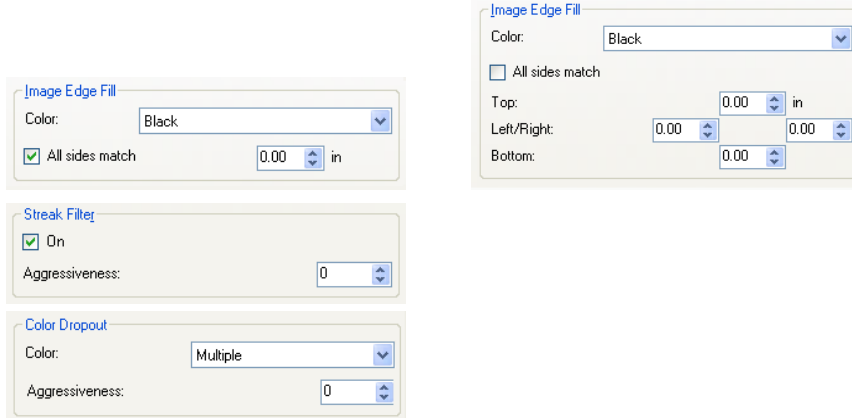 Image Edge Fill
Color: Black
All sides match 0.00 in
Streak Filter
On
Aggressiveness: 0
Color Dropout
Color: Multiple
Aggressiveness: 0
Image Edge Fill
Color: Black
All sides match
Top: 0.00 in
Left/Right: 0.00 0.00
Bottom: 0.00